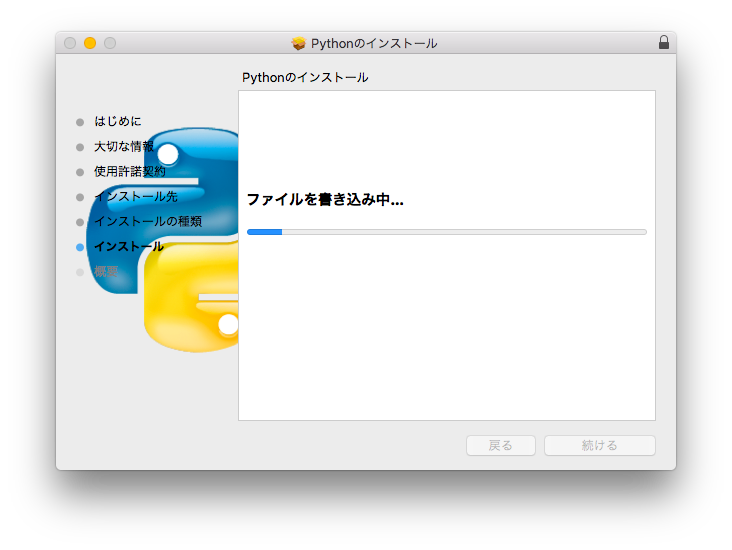 Pythonのインストール
Pythonのインストール
はじめに
大切な情報
使用許諾契約
インストール先
インストールの種類
インストール
概要
ファイルを書き込み中...
戻る
続ける